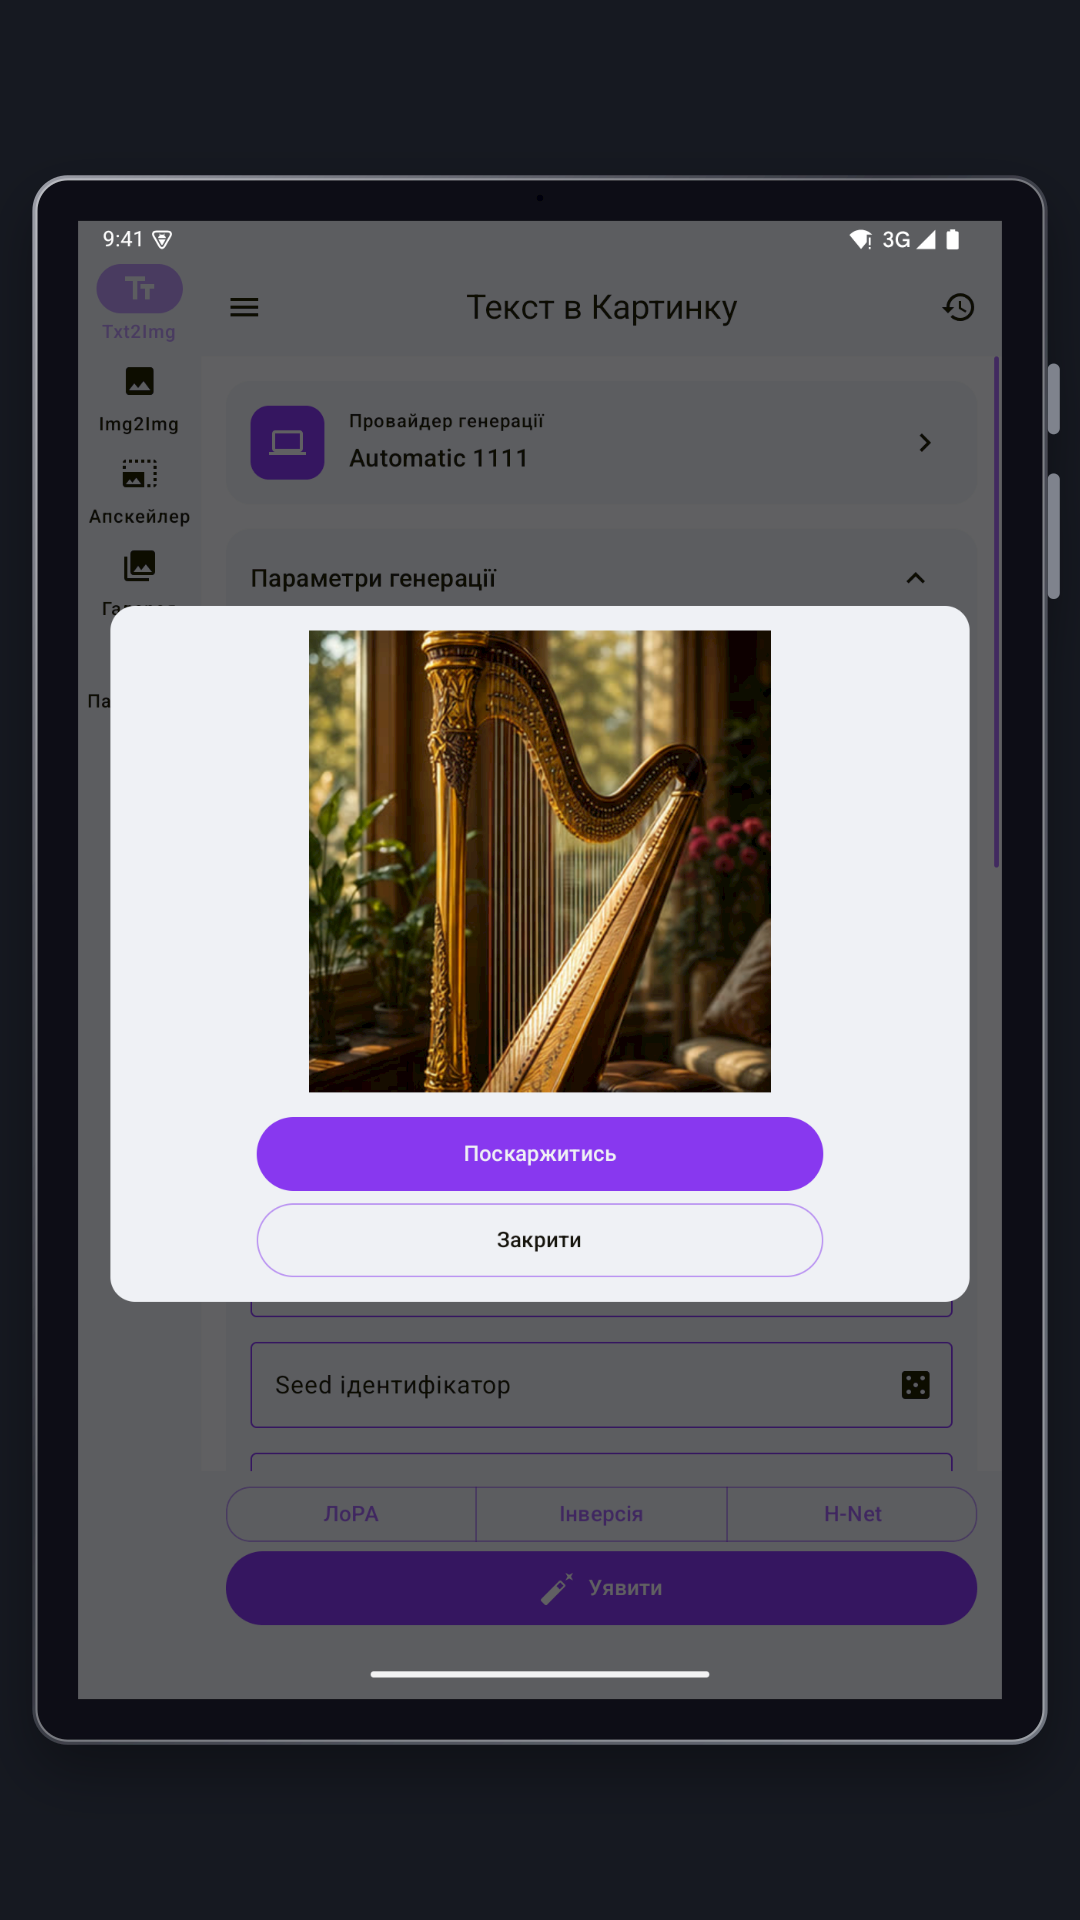 9:41
3G
Txt2Img
Текст в Картинку
Img2Img
Провайдер генерації
Automatic 1111
Апскейлер
Параметри генерації
Поскаржитись
Закрити
Seed ідентифікатор
ЛоРА
Інверсія
H-Net
Уявити